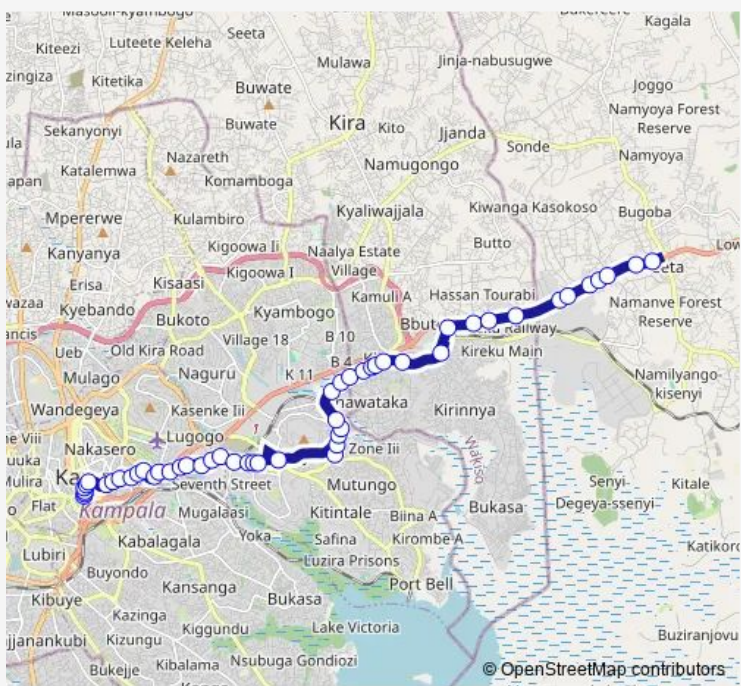 Kagala
Kiteezi
Luteete Keleha
Seeta
Mulawa
Jinja-nabusugwe
zingiza
Kitetika
Buwate
Joggo
Namyoya Forest
Reserve
Sekanyonyi
Buwate
Kira
Kito
Jjanda
Sonde
Katalemwa
Nazareth
Komamboga
Namugongo
Namyoya
Mpererwe
Kulambiro
Kyaliwajjala
Kiwanga Kasokoso
Bugoba
Kanyanya
Kigoowa Ii
Naalya Estate
Village
Butto
Erisa
Kisaasi
Kigoowa I
Kamuli A
Hassan Tourabi
Namanve Forest
Reserve
Kyebando
Bukoto
Kyambogo
Ueb
Old Kira Road
Village 18
B 10
B 4
Railway
Kireku Main
Mulago
Naguru
K 11
Namilyango-
kisenyi
Wandegeya
Kasenke Iii
Kirinnya
Lugogo
1
Nakasero
Zone Iii
Wakiso
Seventh Street
Mutungo
Senyi-
Degeya-ssenyi
Kitale
Flat
Kampala
Mugalaasi
Kitintale
Biina A
Bukasa
Lubiri
Kabalagala
Yoka
Safina
Kirombe A
Buyondo
Luzira Prisons
Kibuye
Kansanga
Bukasa
Port Bell
Kazinga
Kizungu
Kiggundu
Lake Victoria
Buziranjovu
Bukejje
Kibalama
Nsubuga Gondiozi
© OpenStreetMap contributors